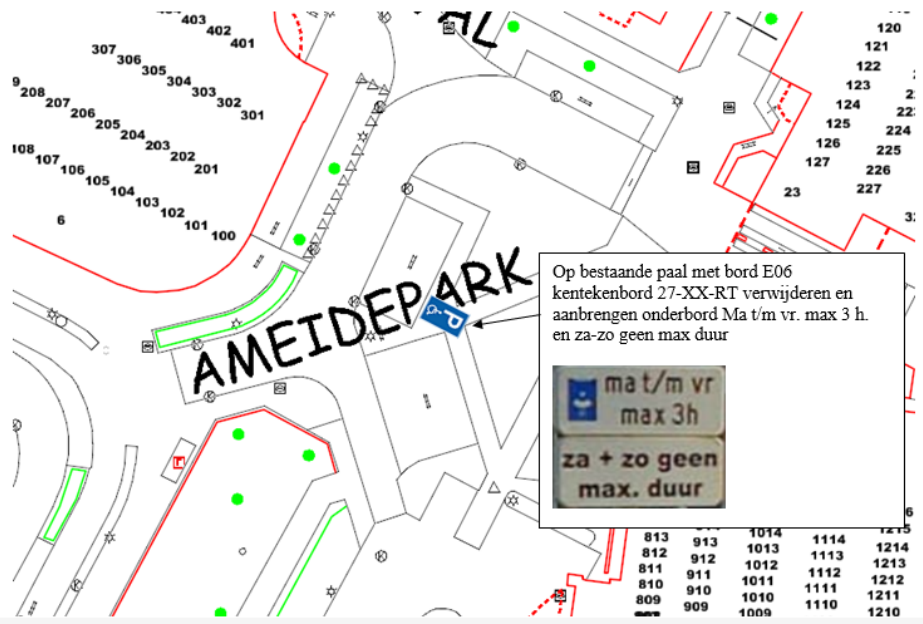 404
403
402
401
AL
307
306
305
304
303
302
301
9
208
207
206
205
204
203
202
201
108
107
106
105
104
103
102
101
100
6
120
121
122
123
124
125
126
127
23
224
225
226
227
AMEIDEPARK
P
Op bestaande paal met bord E06
kentekenbord 27-XX-RT verwijderen en
aanbrengen onderbord Ma t/m vr. max 3 h.
en za-zo geen max duur
ma t/m vr
max 3h
za + zo geen
max. duur
813 913 1014 1114 1215
812 912 1013 1113 1214
811 911 1012 1112 1213
810 910 1011 1111 1212
809 909 1010 1110 1211
1009 1210